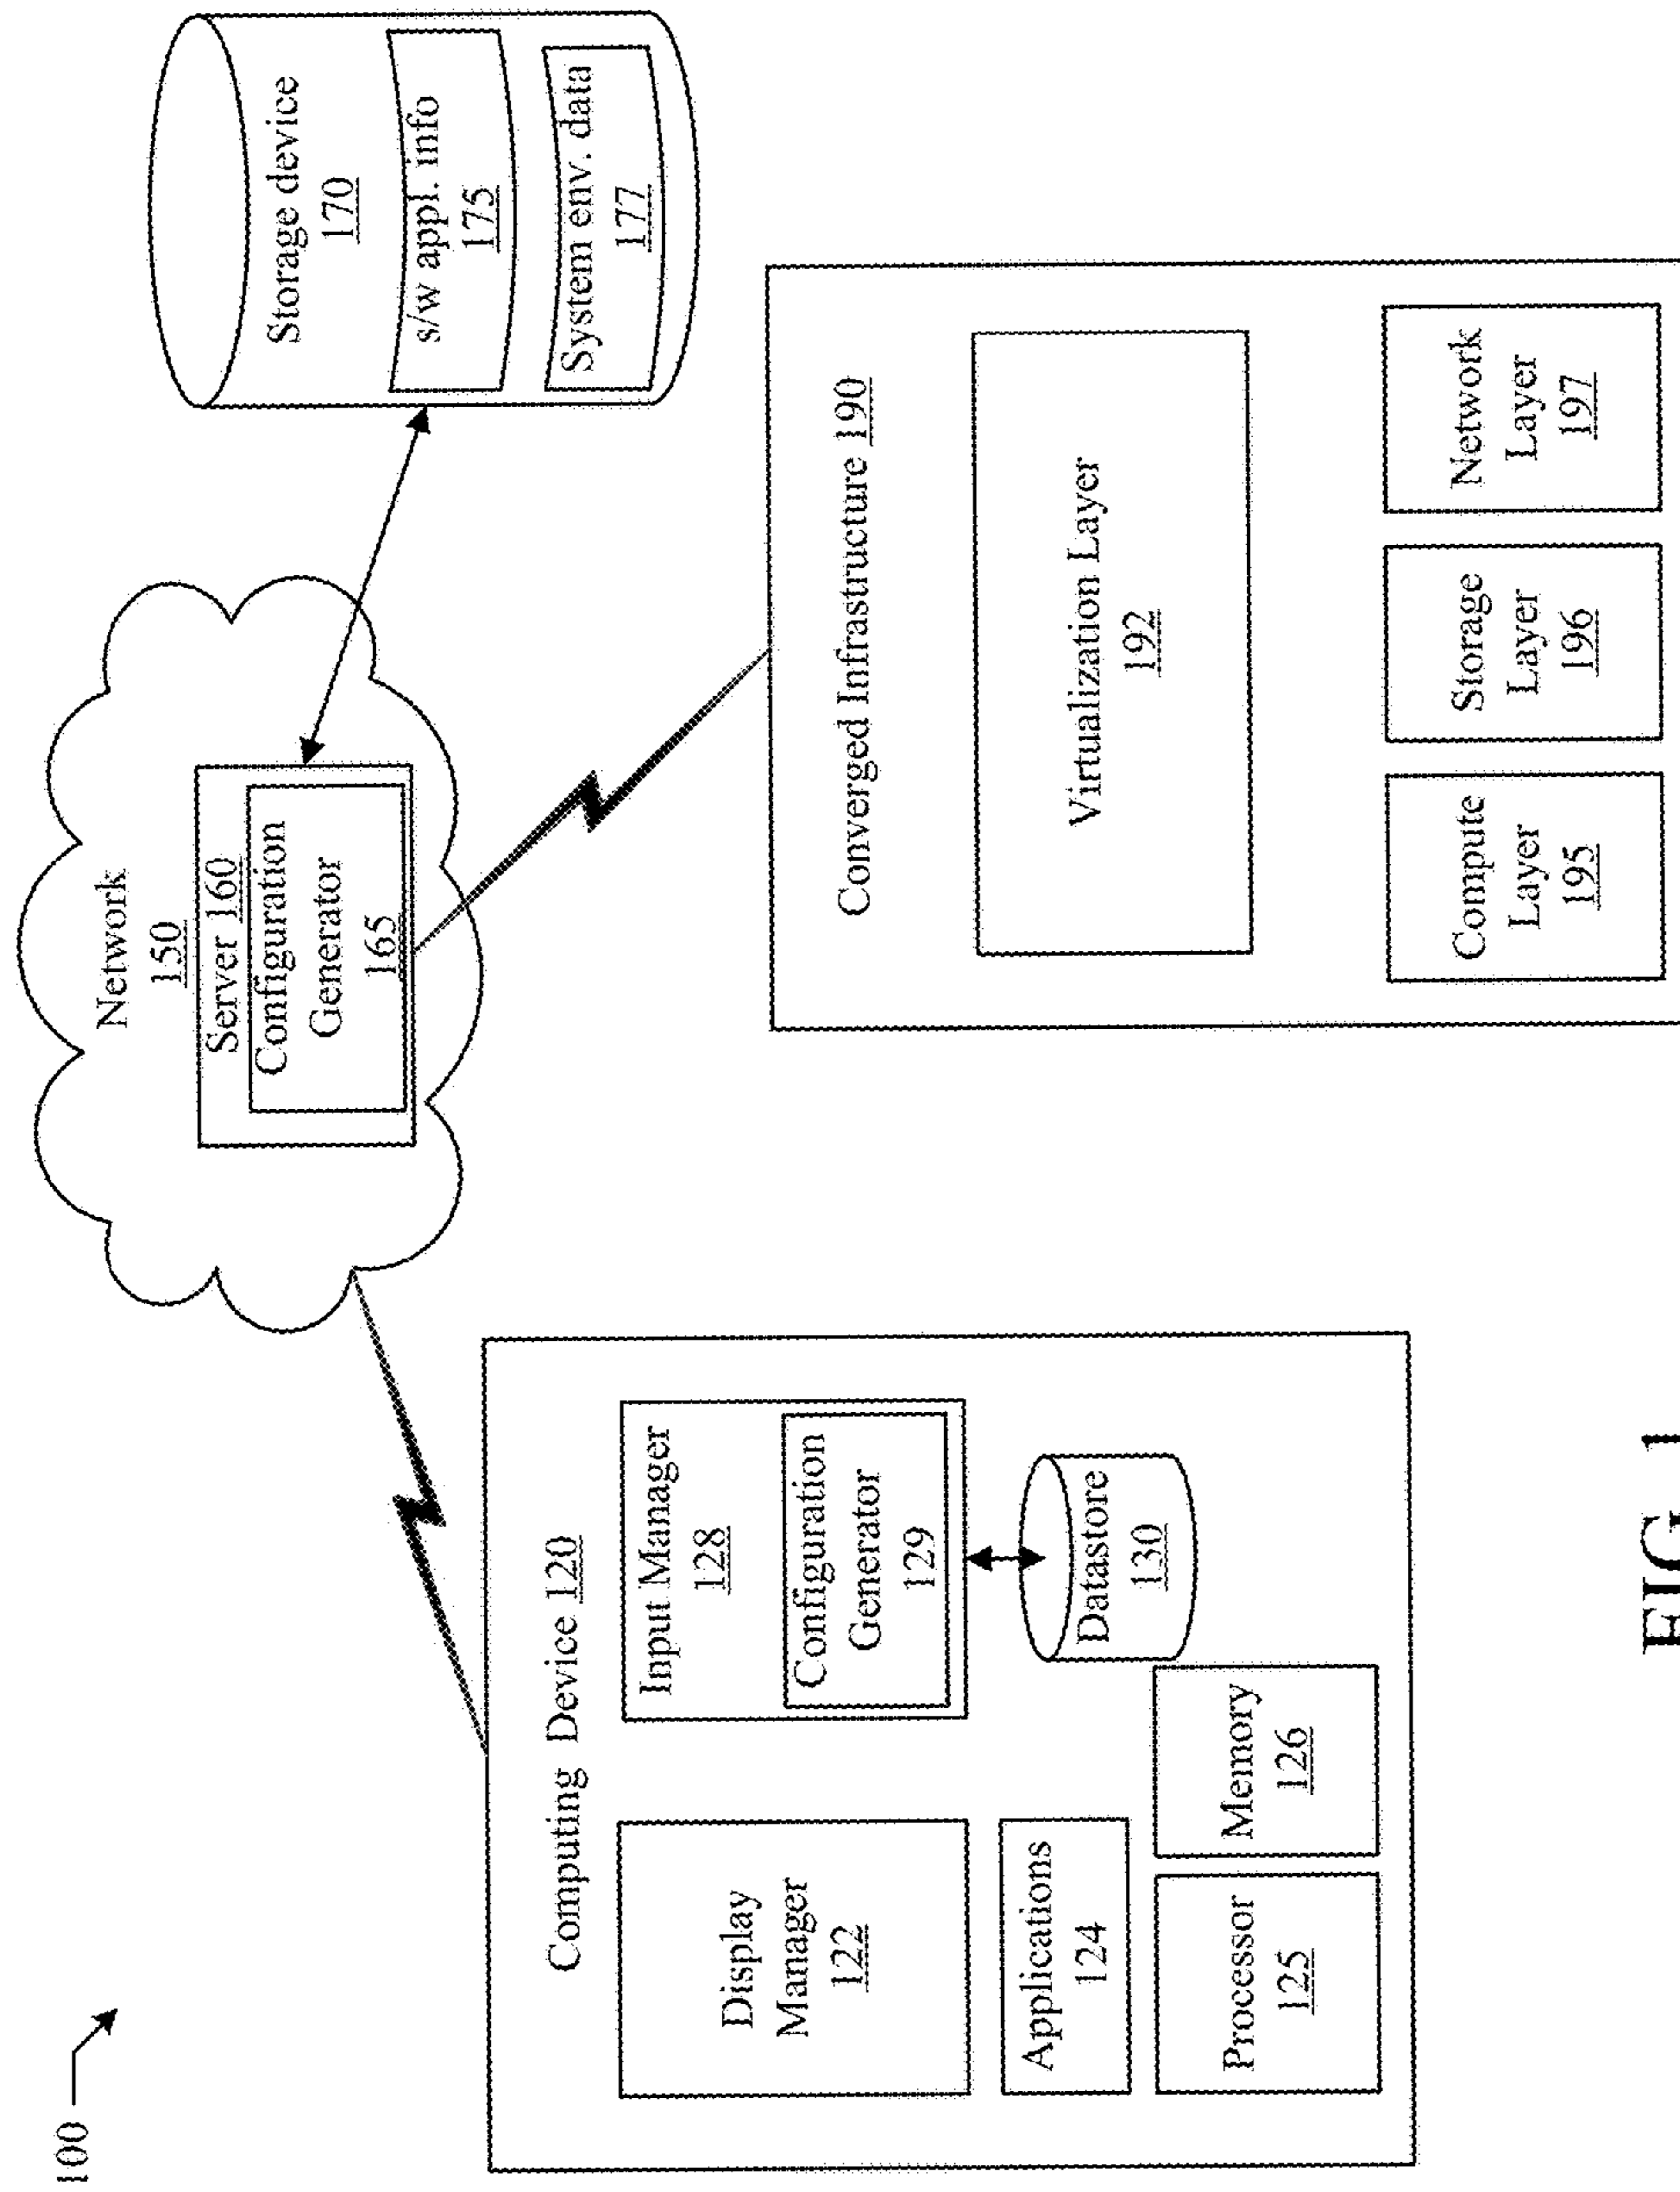 100
Network
150
Server 160
Configuration
Generator
165
Storage device
170
s/w appl. info
175
System env. data
177
Computing Device 120
Display
Manager
122
Input Manager
128
Configuration
Generator
129
Applications
124
Datastore
130
Processor
125
Memory
126
Converged Infrastructure 190
Virtualization Layer
192
Compute
Layer
195
Storage
Layer
196
Network
Layer
197
FIG. 1